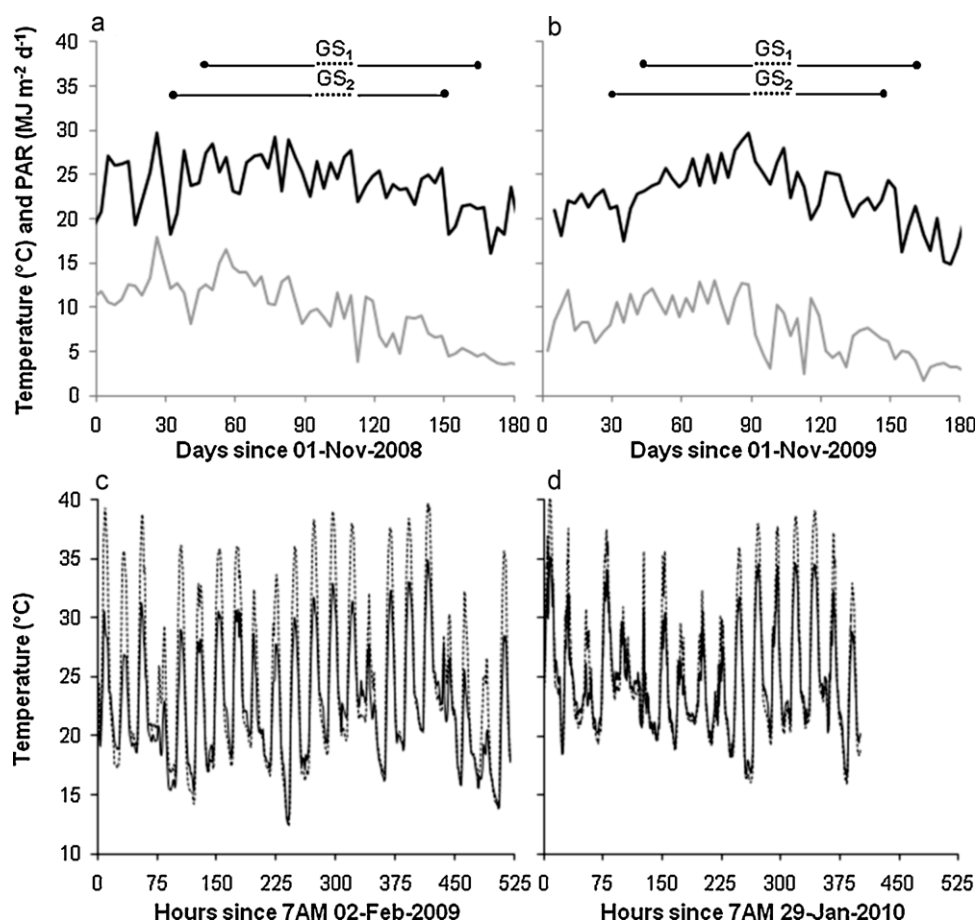 a
b
40
35
30
25
20
15
10
5
0
Temperature (°C) and PAR (MJ m-2 d-1)
GS1
GS2
GS1
GS2
0 30 60 90 120 150 180
0 30 60 90 120 150 180
Days since 01-Nov-2008
Days since 01-Nov-2009
c
d
40
35
30
25
20
15
10
Temperature (°C)
0 75 150 225 300 375 450 525
0 75 150 225 300 375 450 525
Hours since 7AM 02-Feb-2009
Hours since 7AM 29-Jan-2010